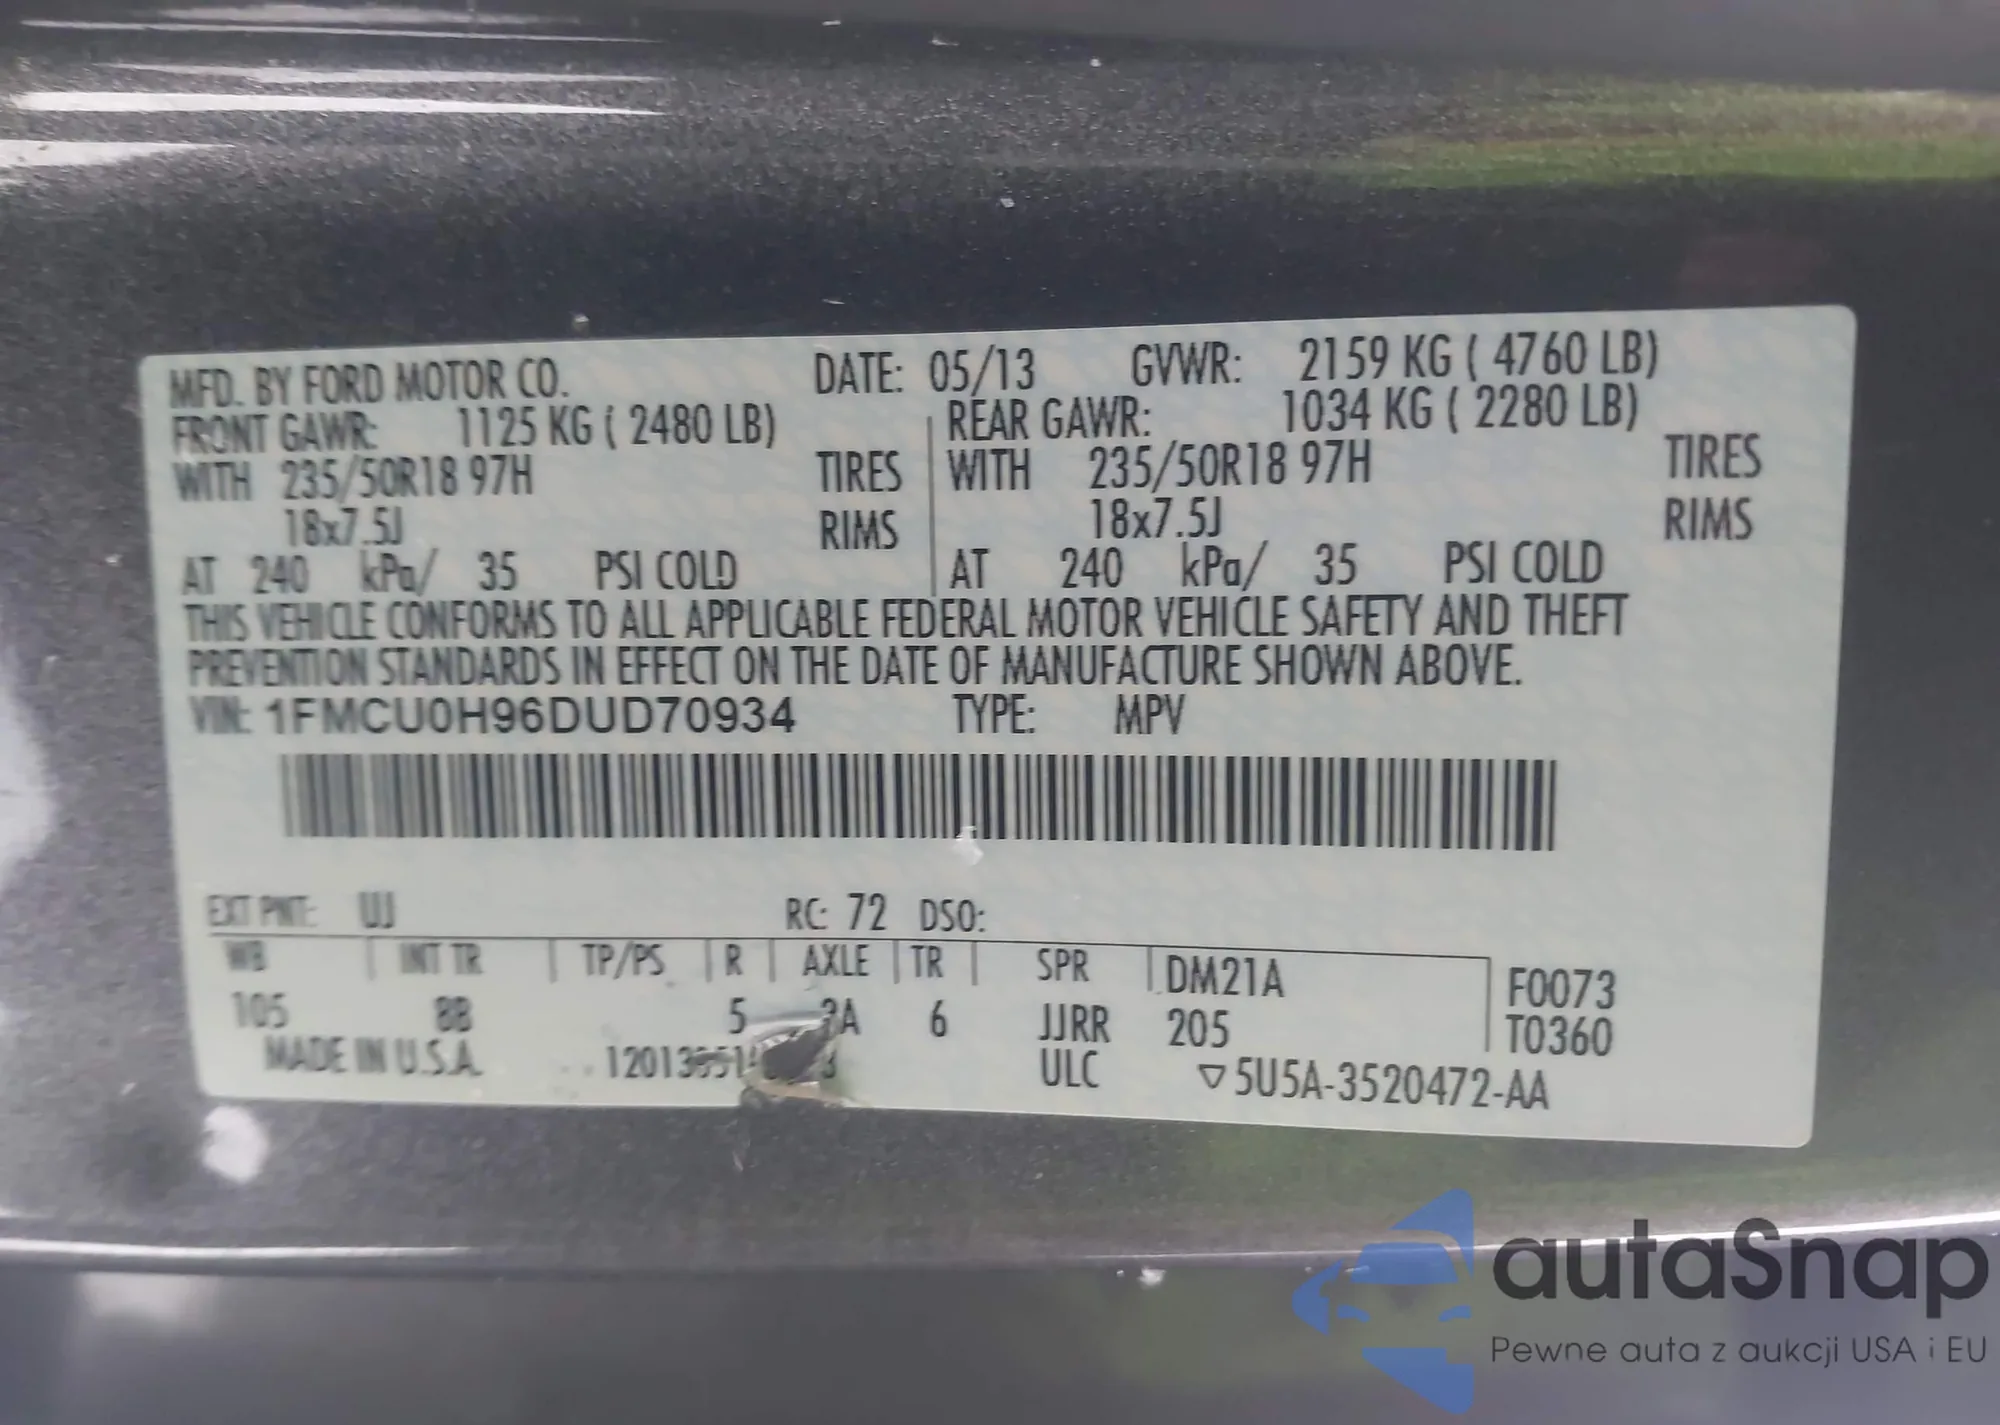 MFD. BY FORD MOTOR CO. DATE: 05/13 GVWR: 2159 KG ( 4760 LB)
FRONT GAWR: 1125 KG ( 2480 LB) REAR GAWR: 1034 KG ( 2280 LB)
WITH 235/50R18 97H TIRES WITH 235/50R18 97H TIRES
18x7.5J RIMS 18x7.5J RIMS
AT 240 kPa/ 35 PSI COLD AT 240 kPa/ 35 PSI COLD
THIS VEHICLE CONFORMS TO ALL APPLICABLE FEDERAL MOTOR VEHICLE SAFETY AND THEFT
PREVENTION STANDARDS IN EFFECT ON THE DATE OF MANUFACTURE SHOWN ABOVE.
VIN: 1FMCU0H96DUD70934 TYPE: MPV
EXT PNT: UJ RC: 72 DSO:
WB INT TR TP/PS R AXLE TR SPR DM21A F0073
105 8B 5 6 JJRR 205 T0360
MADE IN U.S.A. ULC ▽5U5A-3520472-AA
autaSnap
Pewne auta z aukcji USA i EU